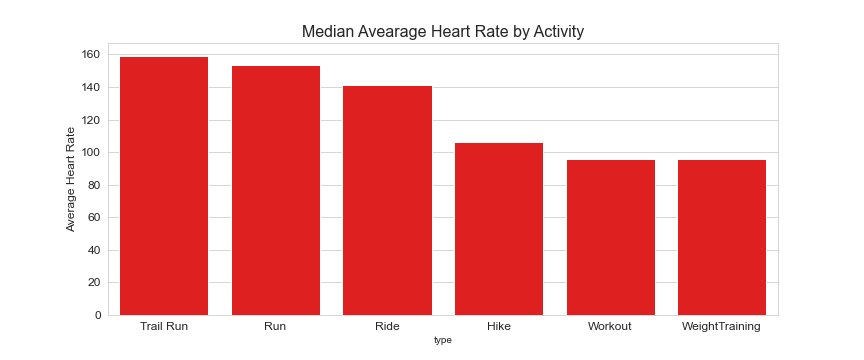 Median Avearage Heart Rate by Activity
160
140
120
100
80
60
40
20
0
Average Heart Rate
Trail Run Run Ride Hike Workout WeightTraining
type